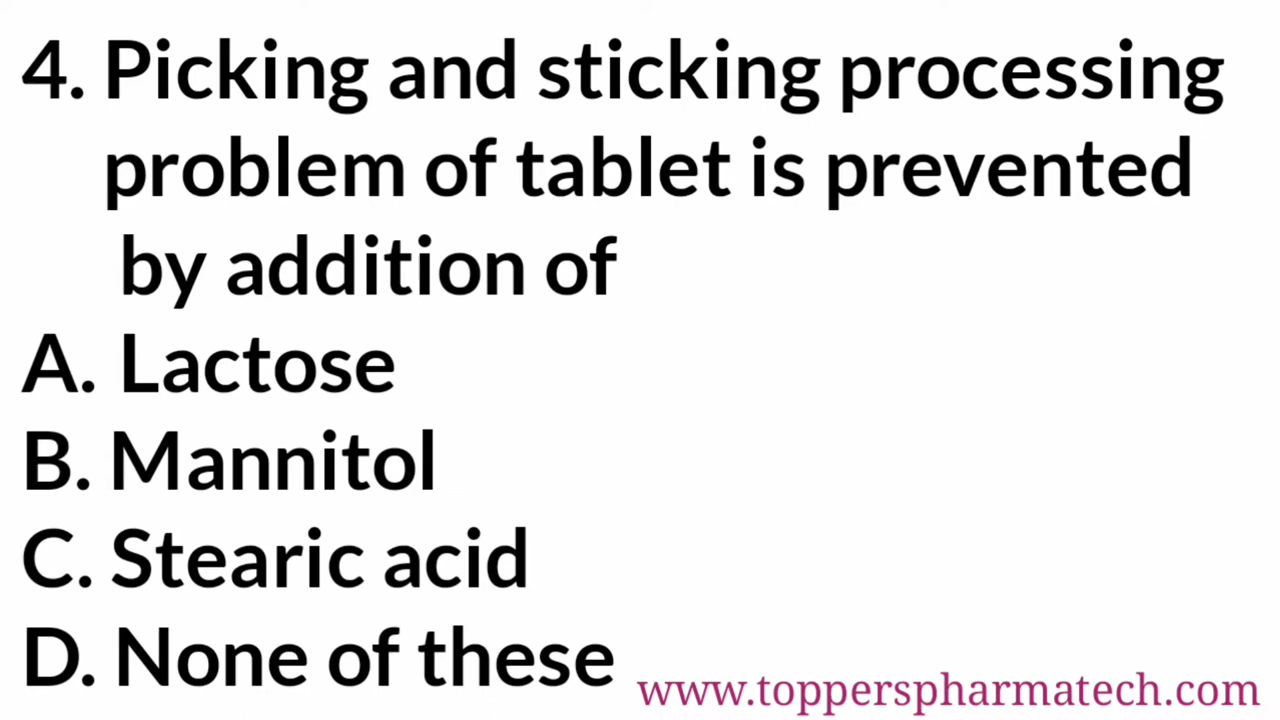 4. Picking and sticking processing
problem of tablet is prevented
by addition of
A. Lactose
B. Mannitol
C. Stearic acid
D. None of these
www.topperspharmatech.com